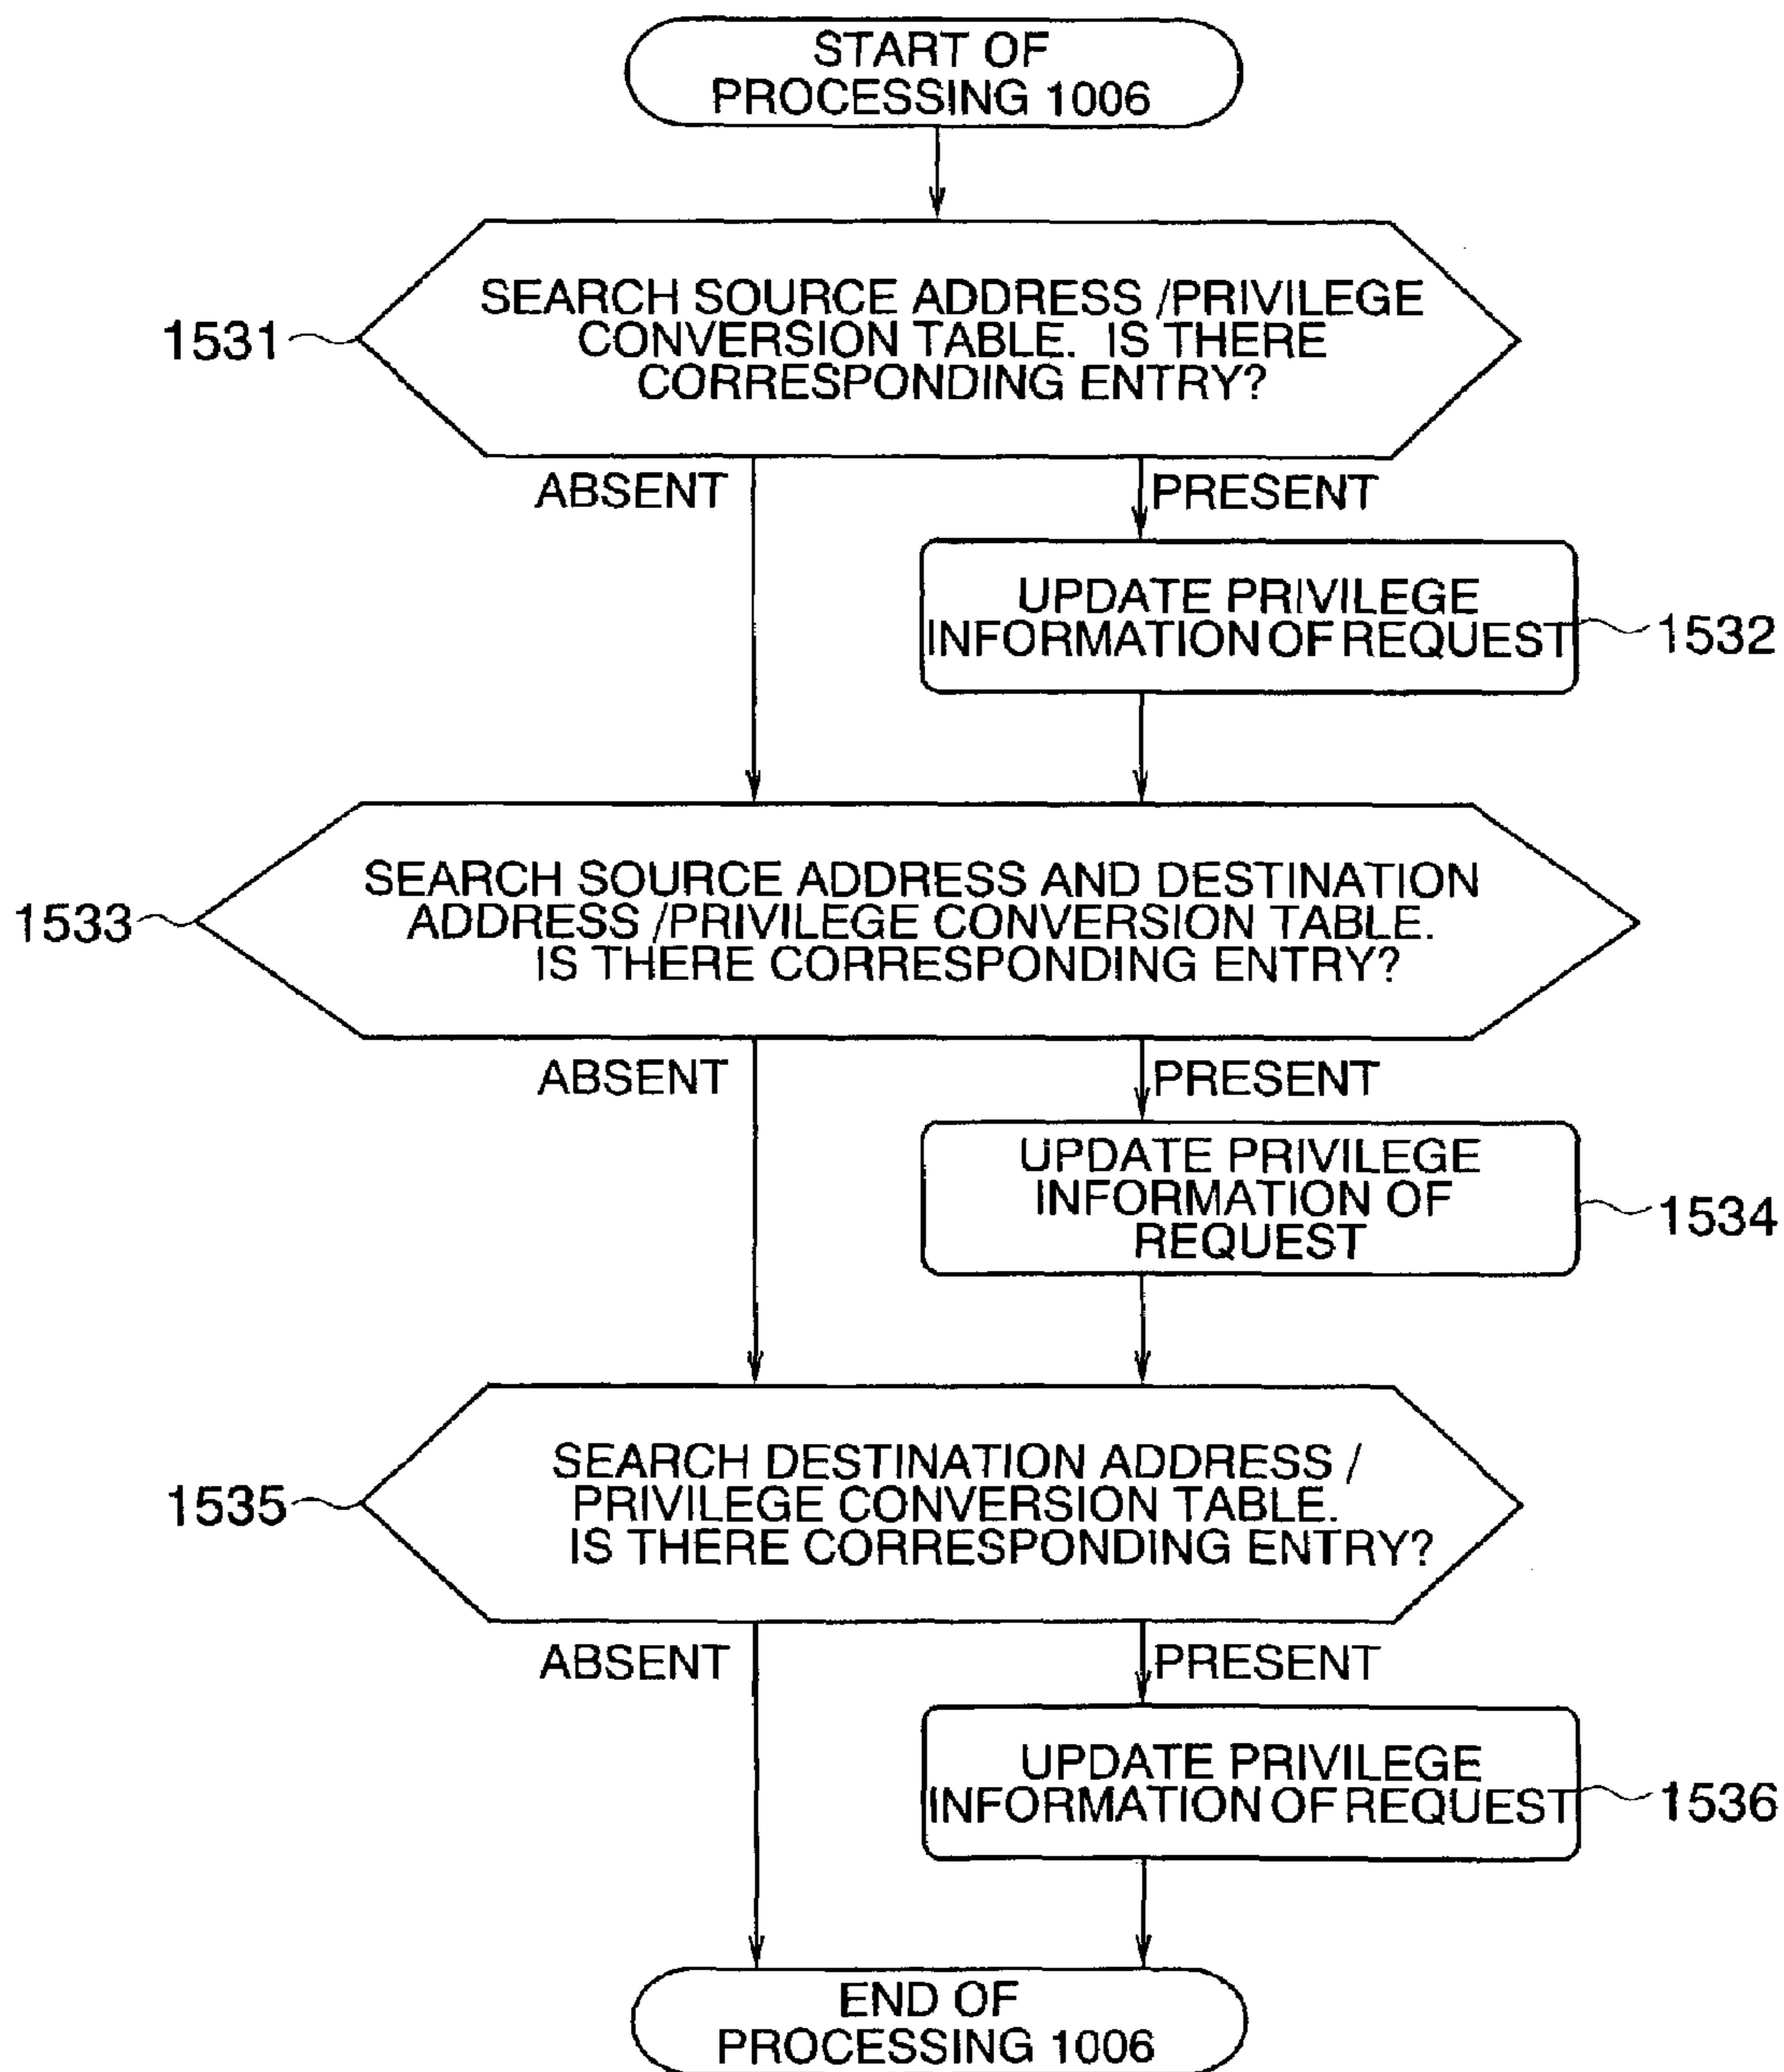 START OF
PROCESSING 1006
SEARCH SOURCE ADDRESS /PRIVILEGE
CONVERSION TABLE. IS THERE
CORRESPONDING ENTRY?
1531
ABSENT
PRESENT
UPDATE PRIVILEGE
INFORMATION OF REQUEST
1532
SEARCH SOURCE ADDRESS AND DESTINATION
ADDRESS /PRIVILEGE CONVERSION TABLE.
IS THERE CORRESPONDING ENTRY?
1533
ABSENT
PRESENT
UPDATE PRIVILEGE
INFORMATION OF
REQUEST
1534
SEARCH DESTINATION ADDRESS /
PRIVILEGE CONVERSION TABLE.
IS THERE CORRESPONDING ENTRY?
1535
ABSENT
PRESENT
UPDATE PRIVILEGE
INFORMATION OF REQUEST
1536
END OF
PROCESSING 1006